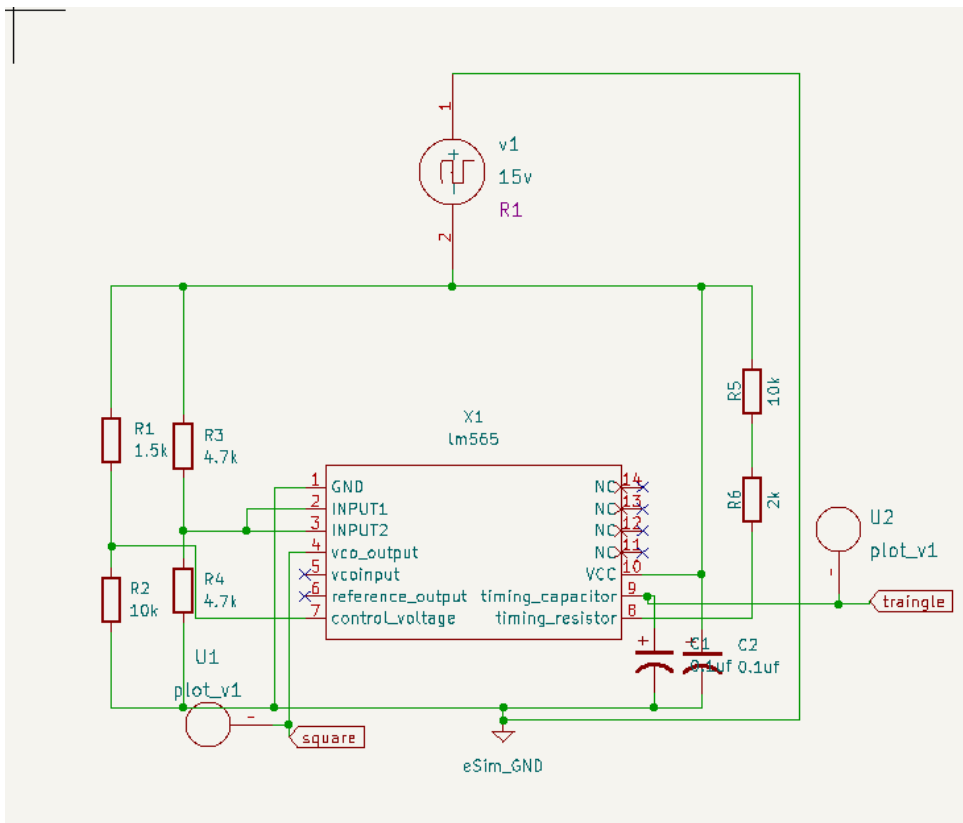 1
v1
15v
R1
2
R1
1.5k
R3
4.7k
R5
10k
X1
lm565
1 GND
2 INPUT1
3 INPUT2
4 vco_output
5 vcoinput
6 reference_output
7 control_voltage
NC 14
NC 13
NC 12
NC 11
VCC 10
timing_capacitor 9
timing_resistor 8
R6
2k
U2
plot_v1
traingle
R2
10k
R4
4.7k
C1
0.1uf
C2
0.1uf
U1
plot_v1
square
eSim_GND